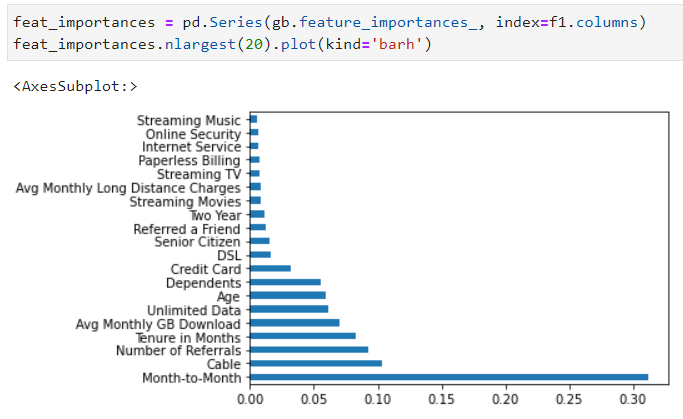 feat_importances = pd.Series(gb.feature_importances_, index=f1.columns)
feat_importances.nlargest(20).plot(kind='barh')
<AxesSubplot:>
Streaming Music
Online Security
Internet Service
Paperless Billing
Streaming TV
Avg Monthly Long Distance Charges
Streaming Movies
Two Year
Referred a Friend
Senior Citizen
DSL
Credit Card
Dependents
Age
Unlimited Data
Avg Monthly GB Download
Tenure in Months
Number of Referrals
Cable
Month-to-Month
0.00 0.05 0.10 0.15 0.20 0.25 0.30